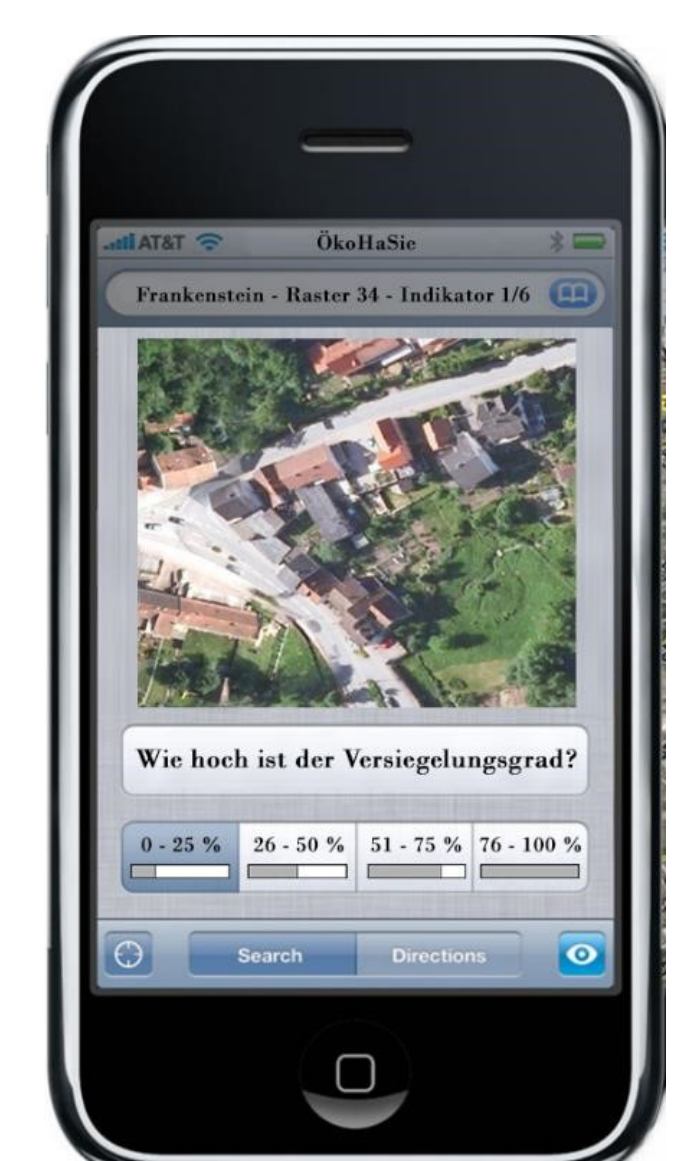 AT&T ÖkoHaSie
Frankenstein - Raster 34 - Indikator 1/6
Wie hoch ist der Versiegelungsgrad?
0 - 25 % 26 - 50 % 51 - 75 % 76 - 100 %
Search Directions